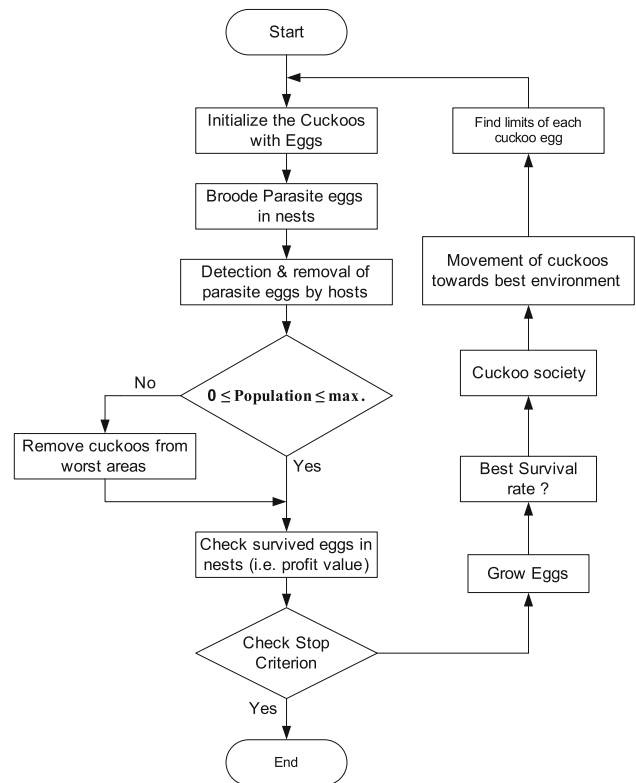 Start
Initialize the Cuckoos
with Eggs
Broode Parasite eggs
in nests
Detection & removal of
parasite eggs by hosts
0 ≤ Population ≤ max.
No
Remove cuckoos from
worst areas
Yes
Check survived eggs in
nests (i.e. profit value)
Check Stop
Criterion
Yes
End
Grow Eggs
Best Survival
rate ?
Cuckoo society
Movement of cuckoos
towards best environment
Find limits of each
cuckoo egg